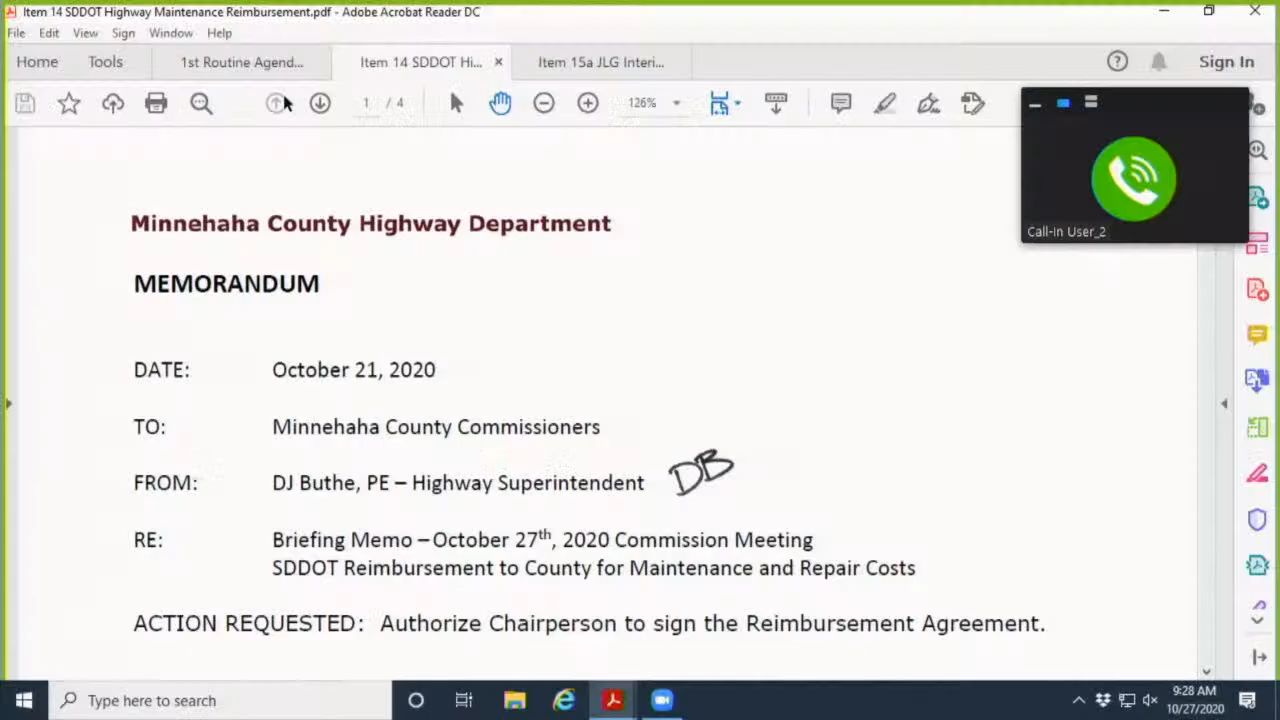 Item 14 SDDOT Highway Maintenance Reimbursement.pdf - Adobe Acrobat Reader DC
File Edit View Sign Window Help
Home Tools 1st Routine Agend... Item 14 SDDOT Hi... × Item 15a JLG Interi... Sign In
1 / 4 126%
Call-In User_2
Minnehaha County Highway Department
MEMORANDUM
DATE: October 21, 2020
TO: Minnehaha County Commissioners
FROM: DJ Buthe, PE – Highway Superintendent DB
RE: Briefing Memo – October 27th, 2020 Commission Meeting
SDDOT Reimbursement to County for Maintenance and Repair Costs
ACTION REQUESTED: Authorize Chairperson to sign the Reimbursement Agreement.
Type here to search
9:28 AM
10/27/2020